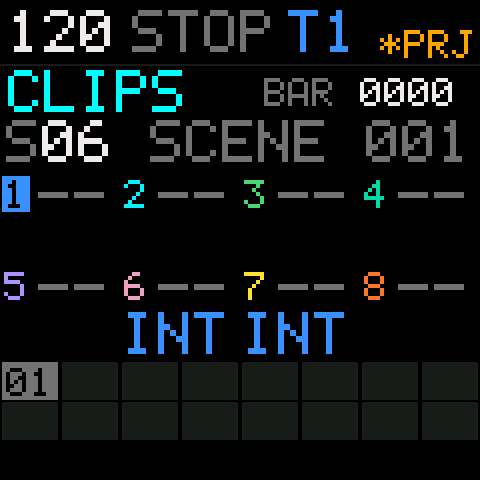 120 STOP T1 *PRJ
CLIPS BAR 0000
S06 SCENE 001
1 -- 2 -- 3 -- 4 --
5 -- 6 -- 7 -- 8 --
INT INT
01